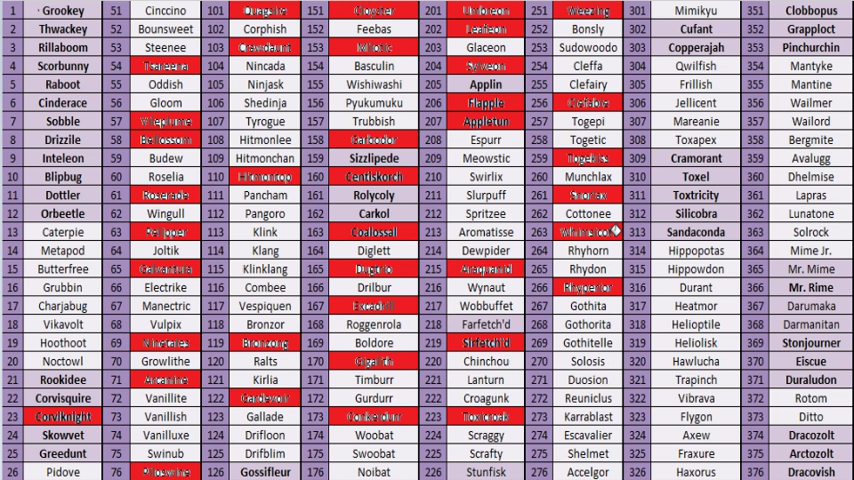 1 Grookey 51 Cinccino 101 Quagsire 151 Cloyster 201 Umbreon 251 Weezing 301 Mimikyu 351 Clobbopus
2 Thwackey 52 Bounsweet 102 Corphish 152 Feebas 202 Leafeon 252 Bonsly 302 Cufant 352 Grapploct
3 Rillaboom 53 Steenee 103 Crawdaunt 153 Milotic 203 Glaceon 253 Sudowoodo 303 Copperajah 353 Pinchurchin
4 Scorbunny 54 Tsareena 104 Nincada 154 Basculin 204 Sylveon 254 Cleffa 304 Qwilfish 354 Mantyke
5 Raboot 55 Oddish 105 Ninjask 155 Wishiwashi 205 Applin 255 Clefairy 305 Frillish 355 Mantine
6 Cinderace 56 Gloom 106 Shedinja 156 Pyukumuku 206 Flapple 256 Clefable 306 Jellicent 356 Wailmer
7 Sobble 57 Vileplume 107 Tyrogue 157 Trubbish 207 Appletun 257 Togepi 307 Mareanie 357 Wailord
8 Drizzile 58 Bellossom 108 Hitmonlee 158 Garbodor 208 Espurr 258 Togetic 308 Toxapex 358 Bergmite
9 Inteleon 59 Budew 109 Hitmonchan 159 Sizzlipede 209 Meowstic 259 Togekiss 309 Cramorant 359 Avalugg
10 Blipbug 60 Roselia 110 Hitmontop 160 Centiskorch 210 Swirlix 260 Munchlax 310 Toxel 360 Dhelmise
11 Dottler 61 Roserade 111 Pancham 161 Rolycoly 211 Slurpuff 261 Snorlax 311 Toxtricity 361 Lapras
12 Orbeetle 62 Wingull 112 Pangoro 162 Carkol 212 Spritzee 262 Cottonee 312 Silicobra 362 Lunatone
13 Caterpie 63 Pelipper 113 Klink 163 Coalossal 213 Aromatisse 263 313 Sandaconda 363 Solrock
14 Metapod 64 Joltik 114 Klang 164 Diglett 214 Dewpider 264 Rhyhorn 314 Hippopotas 364 Mime Jr.
15 Butterfree 65 Galvantula 115 Klinklang 165 Dugtrio 215 Araquanid 265 Rhydon 315 Hippowdon 365 Mr. Mime
16 Grubbin 66 Electrike 116 Combee 166 Drilbur 216 Wynaut 266 Rhyperior 316 Durant 366 Mr. Rime
17 Charjabug 67 Manectric 117 Vespiquen 167 Excadrill 217 Wobbuffet 267 Gothita 317 Heatmor 367 Darumaka
18 Vikavolt 68 Vulpix 118 Bronzor 168 Roggenrola 218 Farfetch'd 268 Gothorita 318 Helioptile 368 Darmanitan
19 Hoothoot 69 Ninetales 119 Bronzong 169 Boldore 219 Sirfetch'd 269 Gothitelle 319 Heliolisk 369 Stonjourner
20 Noctowl 70 Growlithe 120 Ralts 170 Gigalith 220 Chinchou 270 Solosis 320 Hawlucha 370 Eiscue
21 Rookidee 71 Arcanine 121 Kirlia 171 Timburr 221 Lanturn 271 Duosion 321 Trapinch 371 Duraludon
22 Corvisquire 72 Vanillite 122 Gardevoir 172 Gurdurr 222 Croagunk 272 Reuniclus 322 Vibrava 372 Rotom
23 Corviknight 73 Vanillish 123 Gallade 173 Conkeldurr 223 Toxicroak 273 Karrablast 323 Flygon 373 Ditto
24 Skowvet 74 Vanilluxe 124 Drifloon 174 Woobat 224 Scraggy 274 Escavalier 324 Axew 374 Dracozolt
25 Greedunt 75 Swinub 125 Drifblim 175 Swoobat 225 Scrafty 275 Shelmet 325 Fraxure 375 Arctozolt
26 Pidove 76 Piloswine 126 Gossifleur 176 Noibat 226 Stunfisk 276 Accelgor 326 Haxorus 376 Dracovish